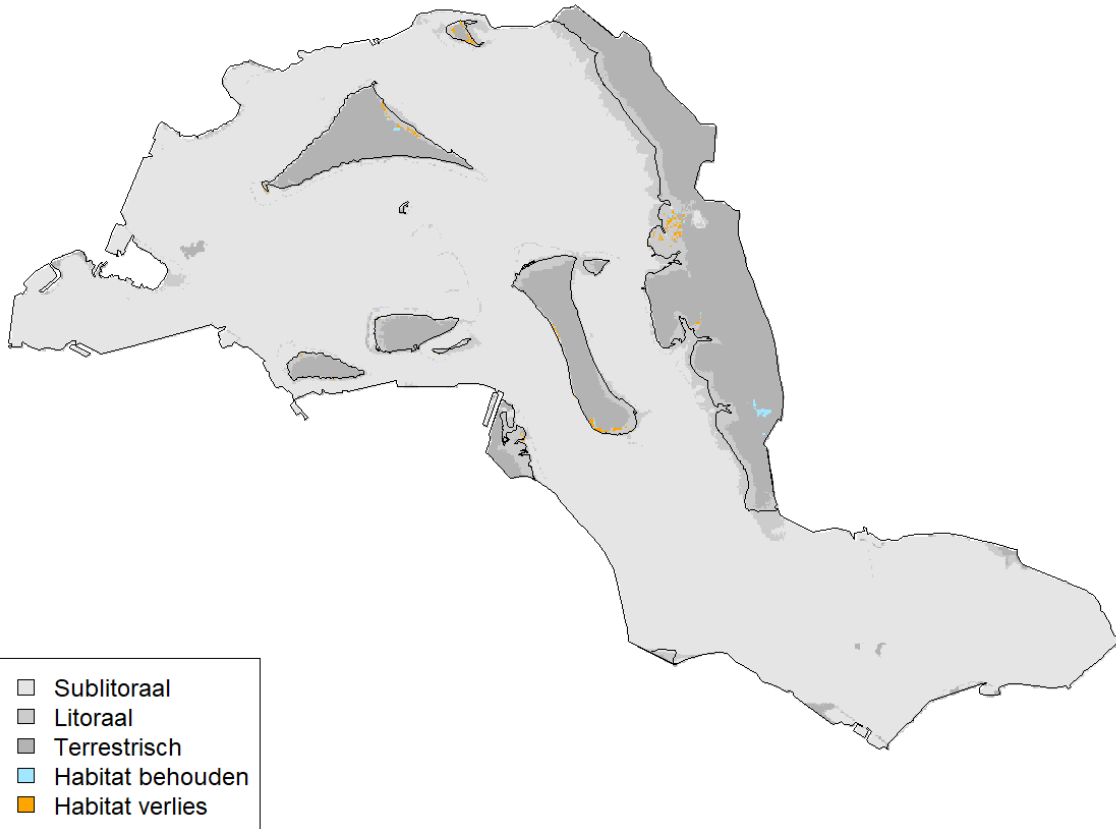 Sublitoraal
Litoraal
Terrestrisch
Habitat behouden
Habitat verlies